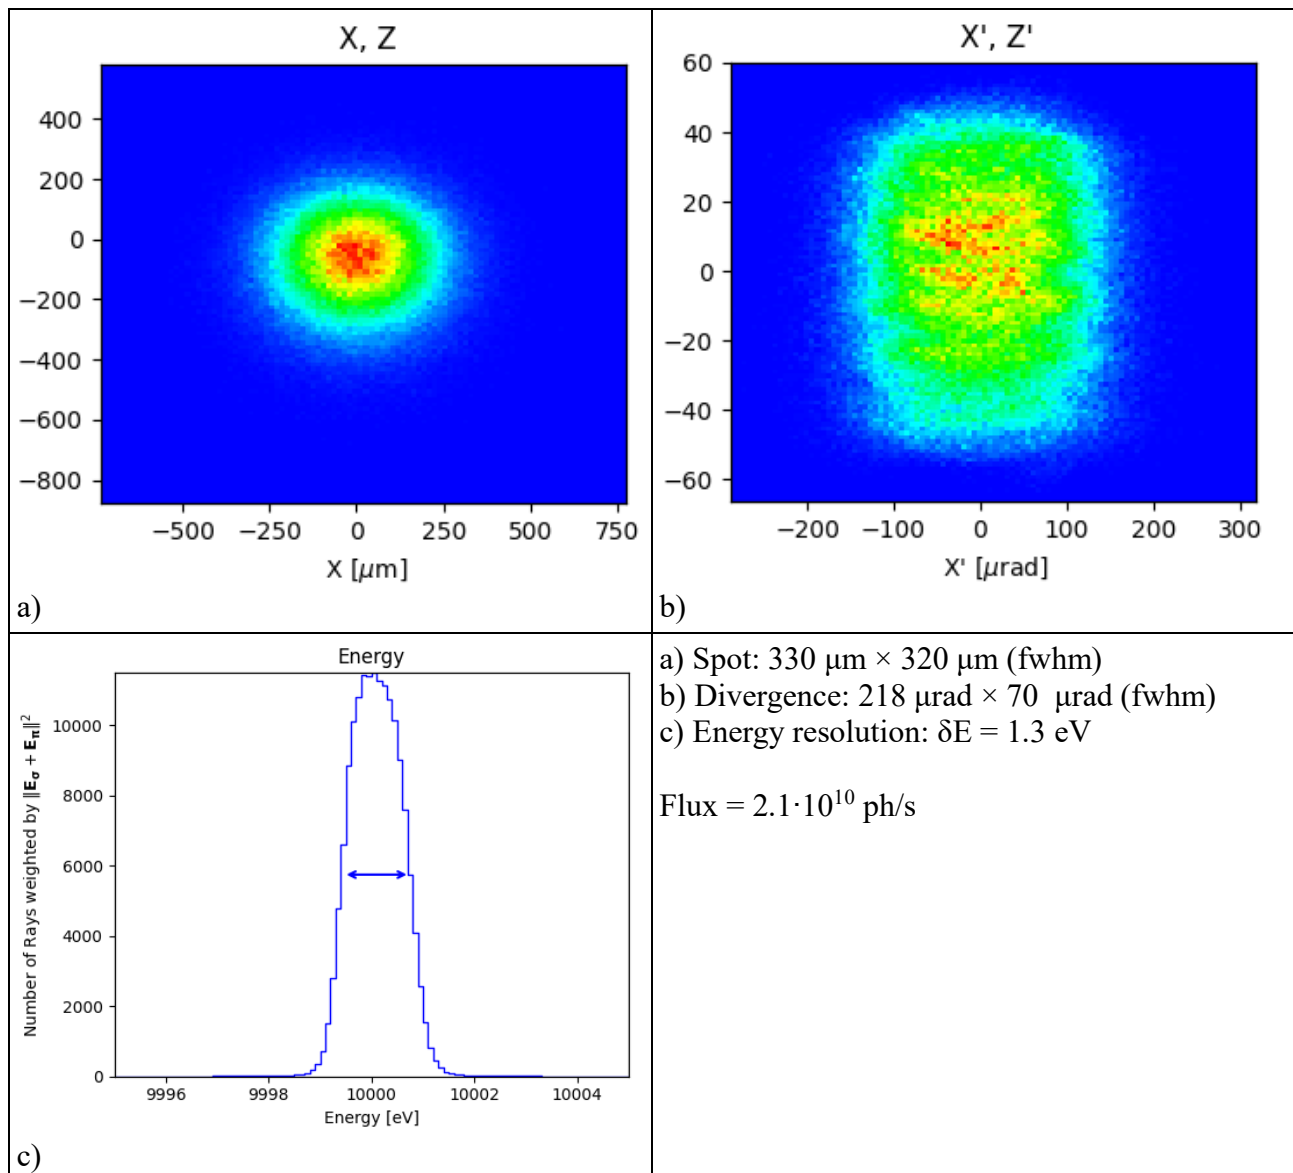 X, Z
400
200
0
−200
−400
−600
−800
−500
−250
0
250
500
750
X [μm]
a)
X', Z'
60
40
20
0
−20
−40
−60
−200
−100
0
100
200
300
X' [μrad]
b)
Energy
Number of Rays weighted by ||Eσ + Eπ||²
10000
8000
6000
4000
2000
0
9996
9998
10000
10002
10004
Energy [eV]
c)
a) Spot: 330 μm × 320 μm (fwhm)
b) Divergence: 218 μrad × 70 μrad (fwhm)
c) Energy resolution: δE = 1.3 eV
Flux = 2.1·10¹⁰ ph/s